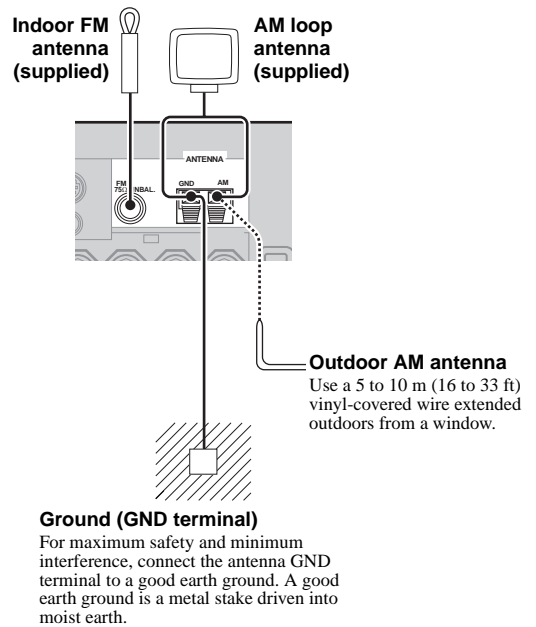 Indoor FM
antenna
(supplied)
AM loop
antenna
(supplied)
ANTENNA
FM
75Ω UNBAL.
GND
AM
Outdoor AM antenna
Use a 5 to 10 m (16 to 33 ft)
vinyl-covered wire extended
outdoors from a window.
Ground (GND terminal)
For maximum safety and minimum
interference, connect the antenna GND
terminal to a good earth ground. A good
earth ground is a metal stake driven into
moist earth.